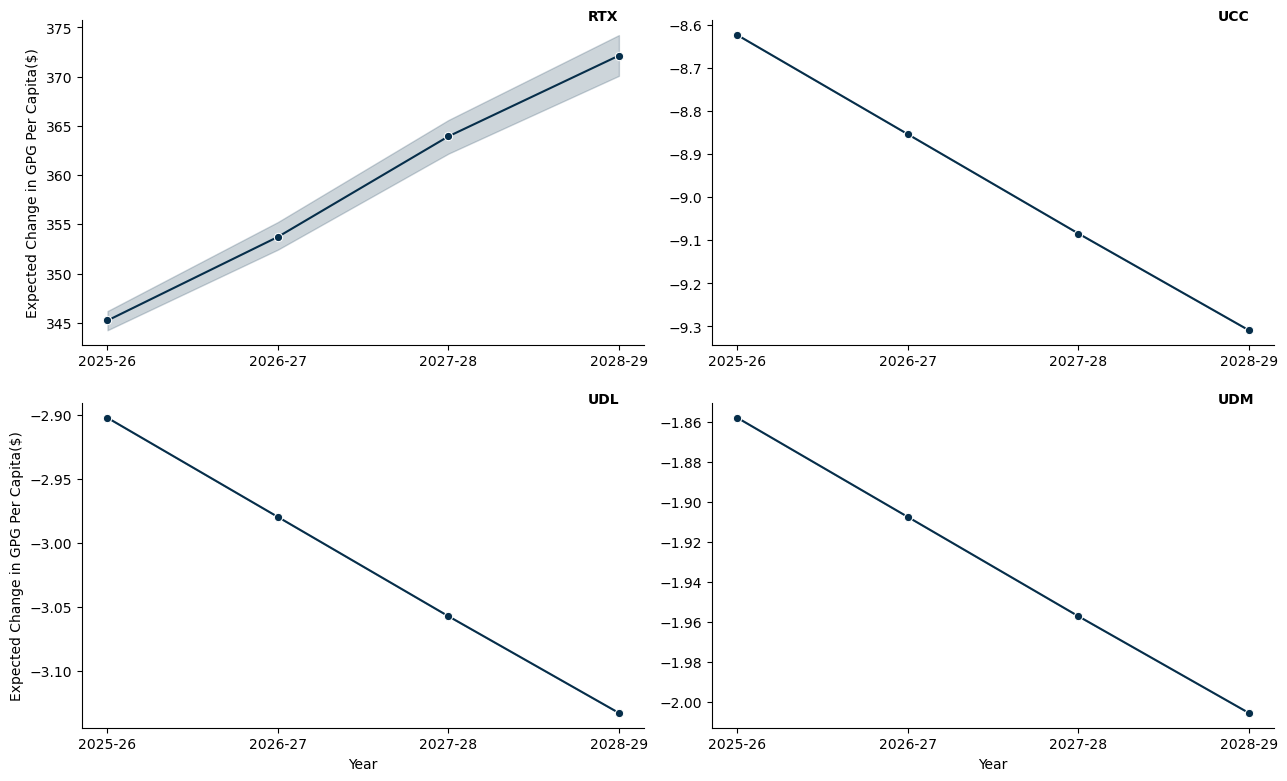 RTX
Expected Change in GPG Per Capita($)
375
370
365
360
355
350
345
2025-26 2026-27 2027-28 2028-29
UCC
−8.6
−8.7
−8.8
−8.9
−9.0
−9.1
−9.2
−9.3
2025-26 2026-27 2027-28 2028-29
UDL
Expected Change in GPG Per Capita($)
−2.90
−2.95
−3.00
−3.05
−3.10
2025-26 2026-27 2027-28 2028-29
Year
UDM
−1.86
−1.88
−1.90
−1.92
−1.94
−1.96
−1.98
−2.00
2025-26 2026-27 2027-28 2028-29
Year